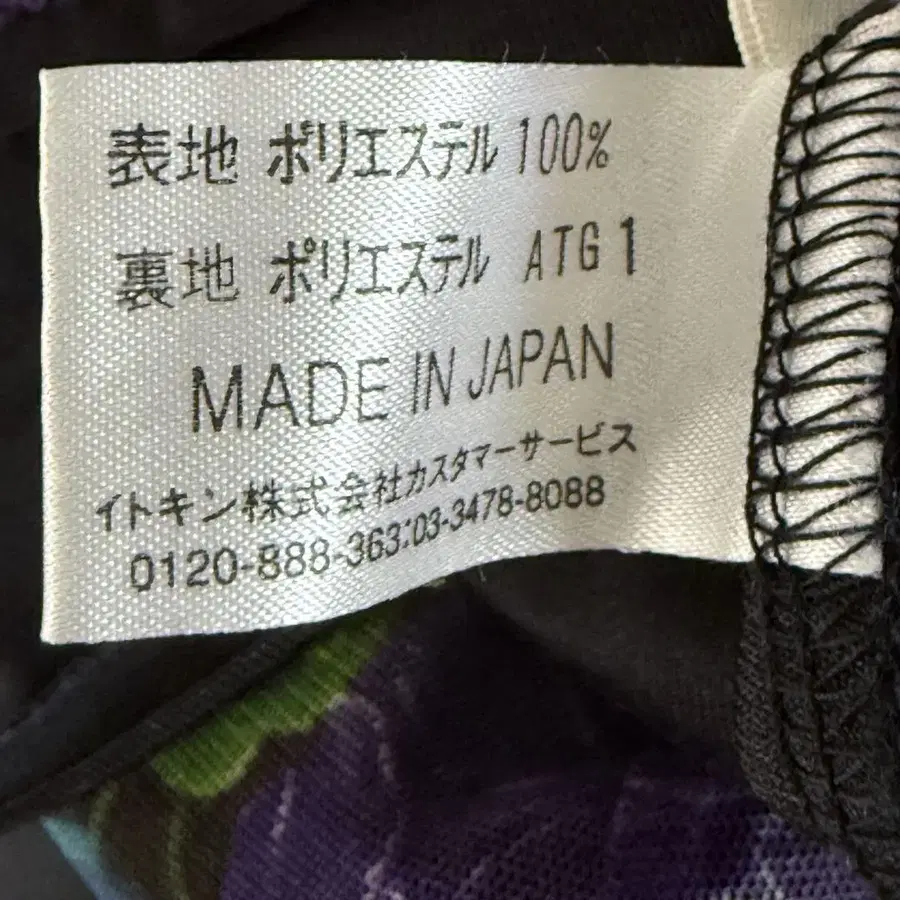 表地 ポリエステル 100%
裏地 ポリエステル ATG 1
MADE IN JAPAN
イトキン株式会社カスタマーサービス
0120-888-363:03-3478-8088